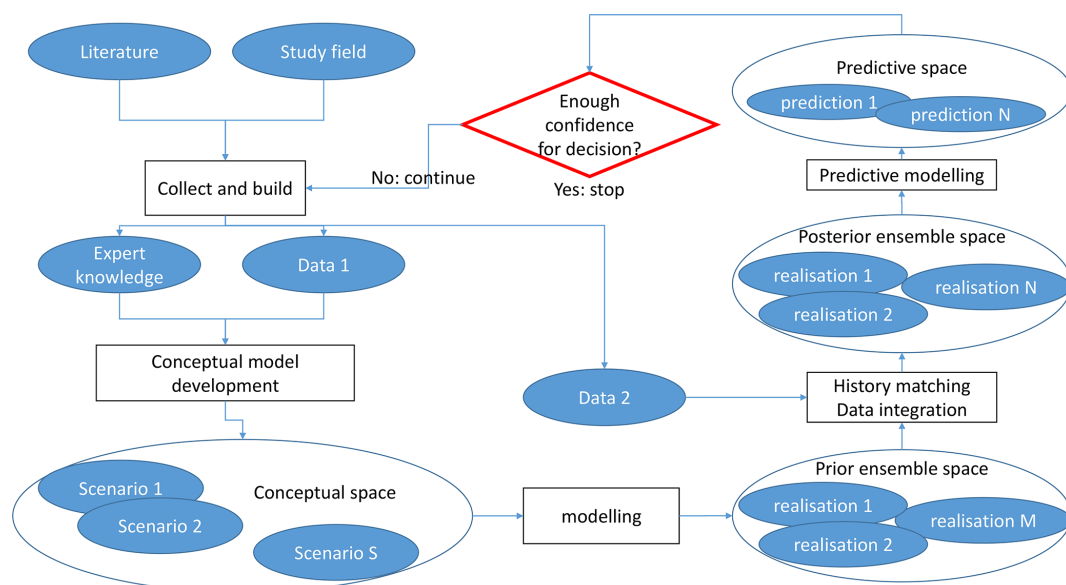 Literature
Study field
Enough
confidence
for decision?
Predictive space
prediction 1
prediction N
No: continue
Yes: stop
Collect and build
Predictive modelling
Expert
knowledge
Data 1
Posterior ensemble space
realisation 1
realisation N
realisation 2
Conceptual model
development
Data 2
History matching
Data integration
Scenario 1
Conceptual space
Scenario 2
Scenario S
modelling
Prior ensemble space
realisation 1
realisation M
realisation 2